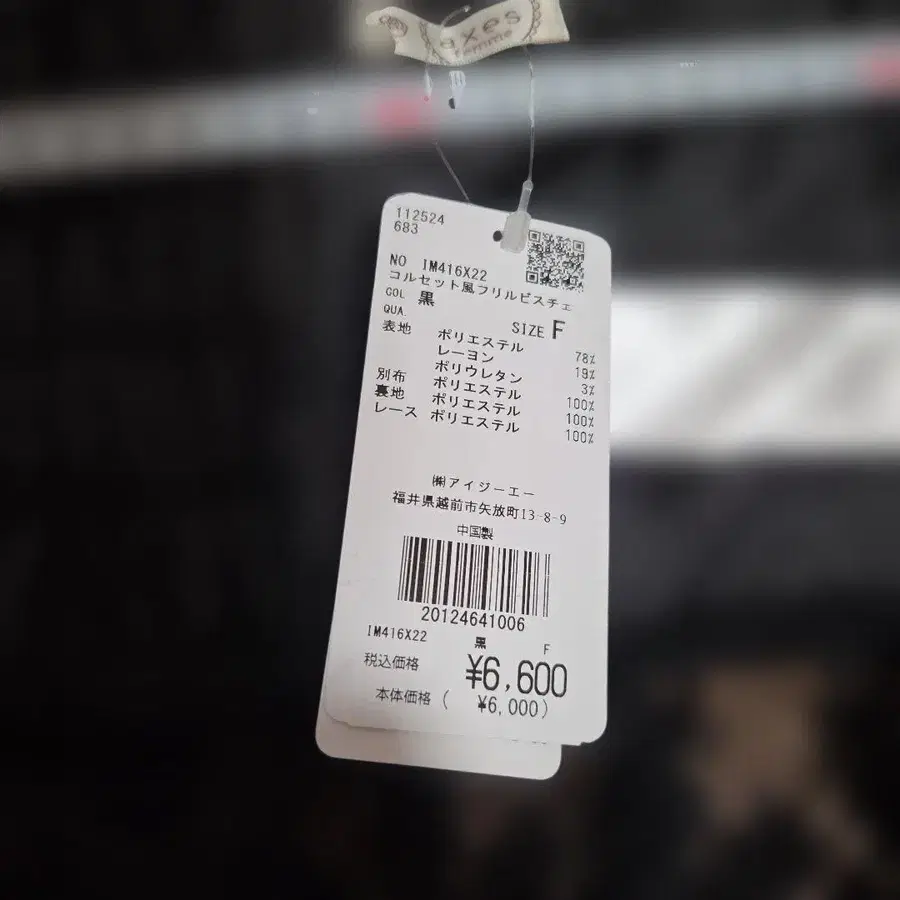 axes
femme
112524
683
NO IM416X22
コルセット風フリルビスチェ
COL 黒
QUA. SIZE F
表地 ポリエステル 78%
レーヨン 19%
ポリウレタン 3%
別布 ポリエステル 100%
裏地 ポリエステル 100%
レース ポリエステル 100%
㈱アイジーエー
福井県越前市矢放町13-8-9
中国製
20124641006
IM416X22 黒 F
税込価格 ¥6,600
本体価格 ( ¥6,000)